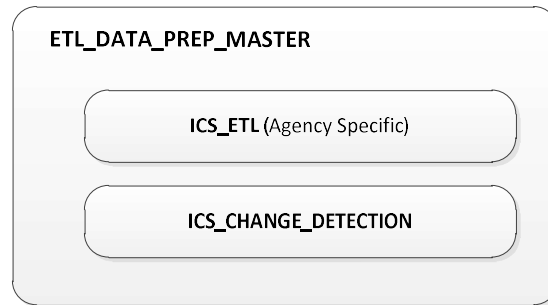 ETL_DATA_PREP_MASTER
ICS_ETL (Agency Specific)
ICS_CHANGE_DETECTION